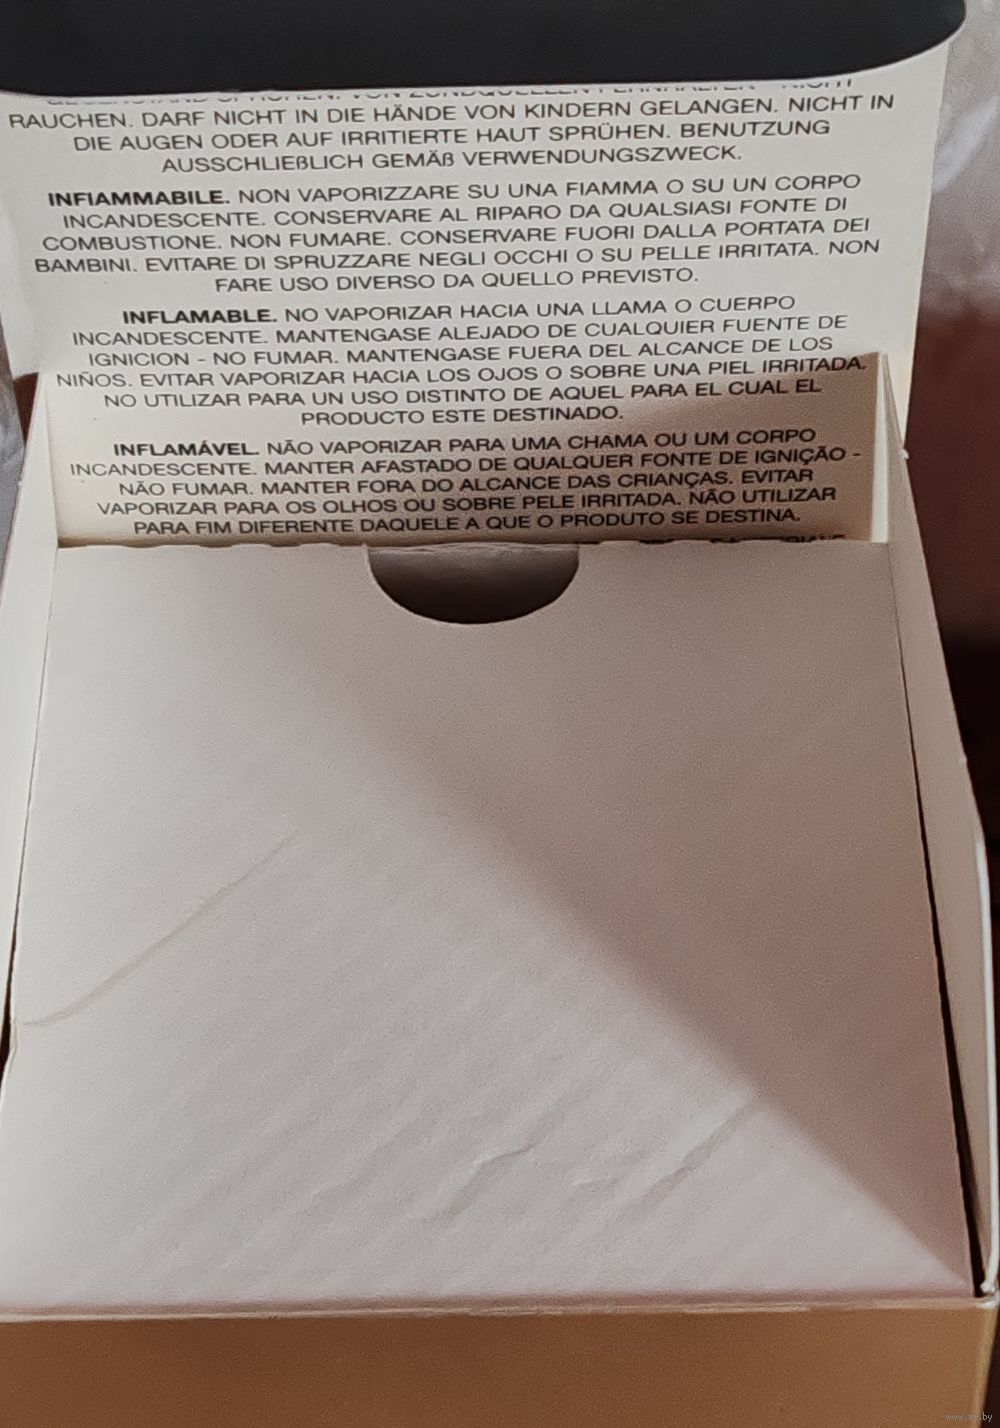 RAUCHEN. DARF NICHT IN DIE HÄNDE VON KINDERN GELANGEN. NICHT IN
DIE AUGEN ODER AUF IRRITIERTE HAUT SPRÜHEN. BENUTZUNG
AUSSCHLIEßLICH GEMÄß VERWENDUNGSZWECK.
INFIAMMABILE. NON VAPORIZZARE SU UNA FIAMMA O SU UN CORPO
INCANDESCENTE. CONSERVARE AL RIPARO DA QUALSIASI FONTE DI
COMBUSTIONE. NON FUMARE. CONSERVARE FUORI DALLA PORTATA DEI
BAMBINI. EVITARE DI SPRUZZARE NEGLI OCCHI O SU PELLE IRRITATA. NON
FARE USO DIVERSO DA QUELLO PREVISTO.
INFLAMABLE. NO VAPORIZAR HACIA UNA LLAMA O CUERPO
INCANDESCENTE. MANTENGASE ALEJADO DE CUALQUIER FUENTE DE
IGNICION - NO FUMAR. MANTENGASE FUERA DEL ALCANCE DE LOS
NIÑOS. EVITAR VAPORIZAR HACIA LOS OJOS O SOBRE UNA PIEL IRRITADA.
NO UTILIZAR PARA UN USO DISTINTO DE AQUEL PARA EL CUAL EL
PRODUCTO ESTE DESTINADO.
INFLAMÁVEL. NÃO VAPORIZAR PARA UMA CHAMA OU UM CORPO
INCANDESCENTE. MANTER AFASTADO DE QUALQUER FONTE DE IGNIÇÃO -
NÃO FUMAR. MANTER FORA DO ALCANCE DAS CRIANÇAS. EVITAR
VAPORIZAR PARA OS OLHOS OU SOBRE PELE IRRITADA. NÃO UTILIZAR
PARA FIM DIFERENTE DAQUELE A QUE O PRODUTO SE DESTINA.